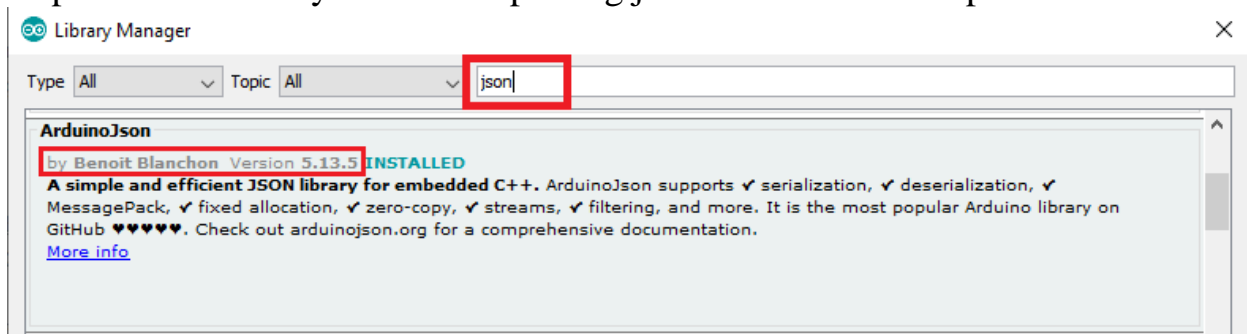 Library Manager
Type All Topic All json
ArduinoJson
by Benoit Blanchon Version 5.13.5 INSTALLED
A simple and efficient JSON library for embedded C++. ArduinoJson supports ✔ serialization, ✔ deserialization, ✔
MessagePack, ✔ fixed allocation, ✔ zero-copy, ✔ streams, ✔ filtering, and more. It is the most popular Arduino library on
GitHub ♥♥♥♥♥. Check out arduinojson.org for a comprehensive documentation.
More info